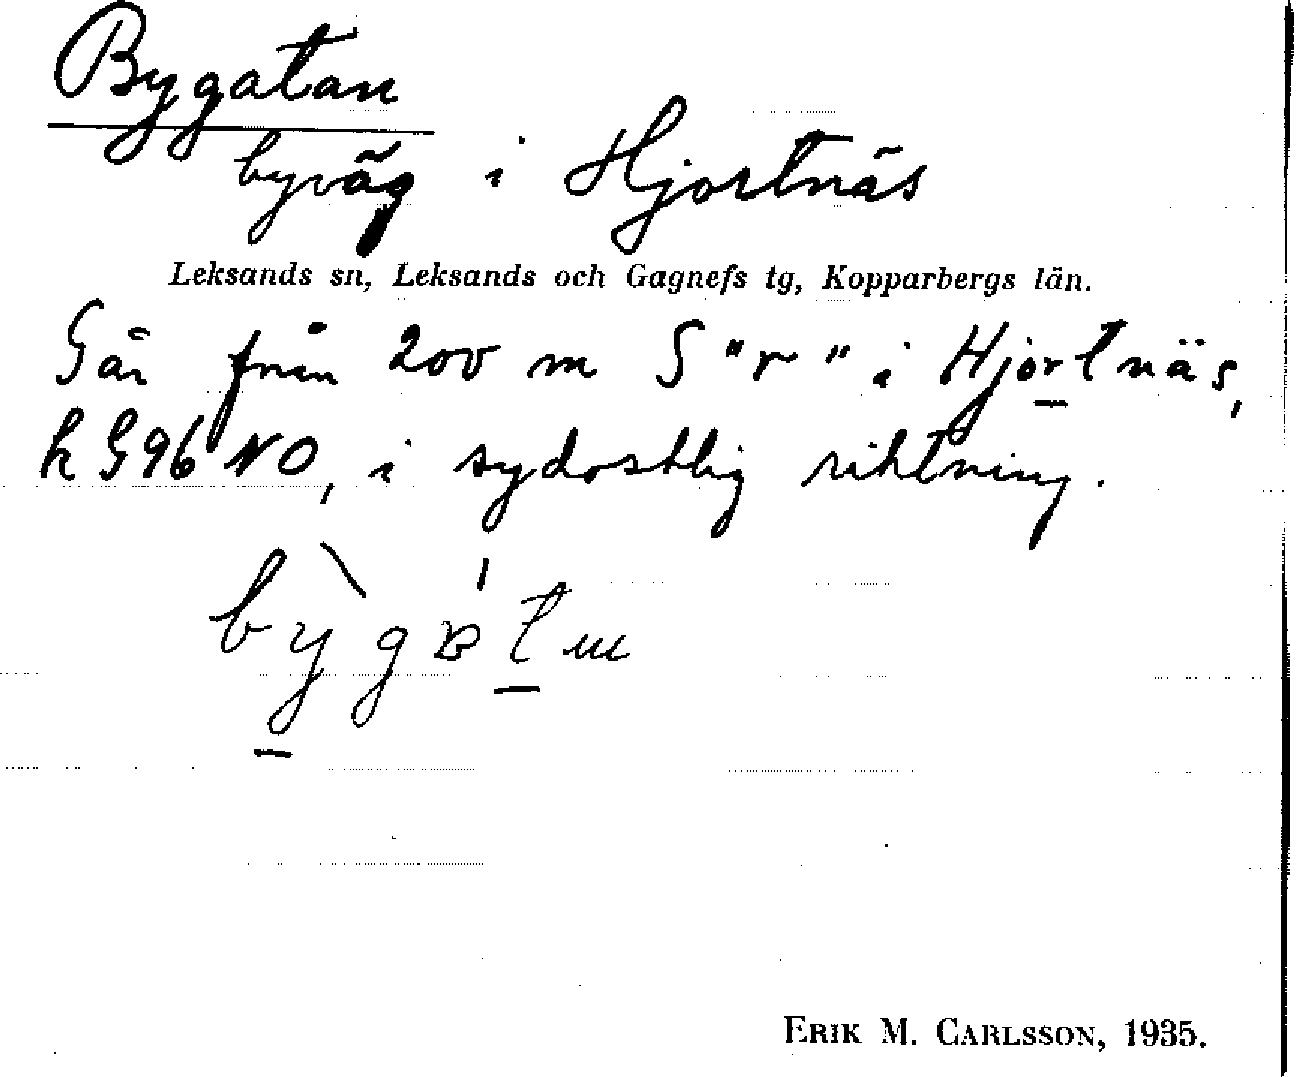 Bygatan
byväg i Hjortnäs
Leksands sn, Leksands och Gagnefs tg, Kopparbergs län.
Går från 200 m S "r" i Hjortnäs,
k G96 NO, i sydostlig riktning.
ERIK M. CARLSSON, 1935.